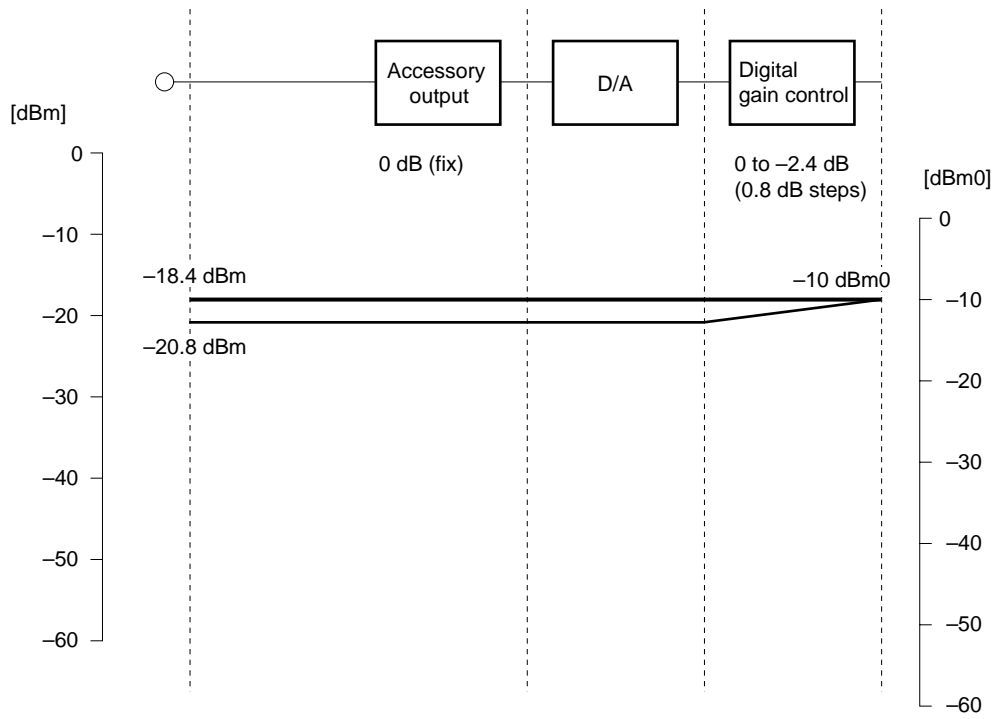 Accessory
output
D/A
Digital
gain control
[dBm]
0 dB (fix)
0 to –2.4 dB
(0.8 dB steps)
[dBm0]
0
–10
–20
–30
–40
–50
–60
–18.4 dBm
–10 dBm0
–20.8 dBm
0
–10
–20
–30
–40
–50
–60